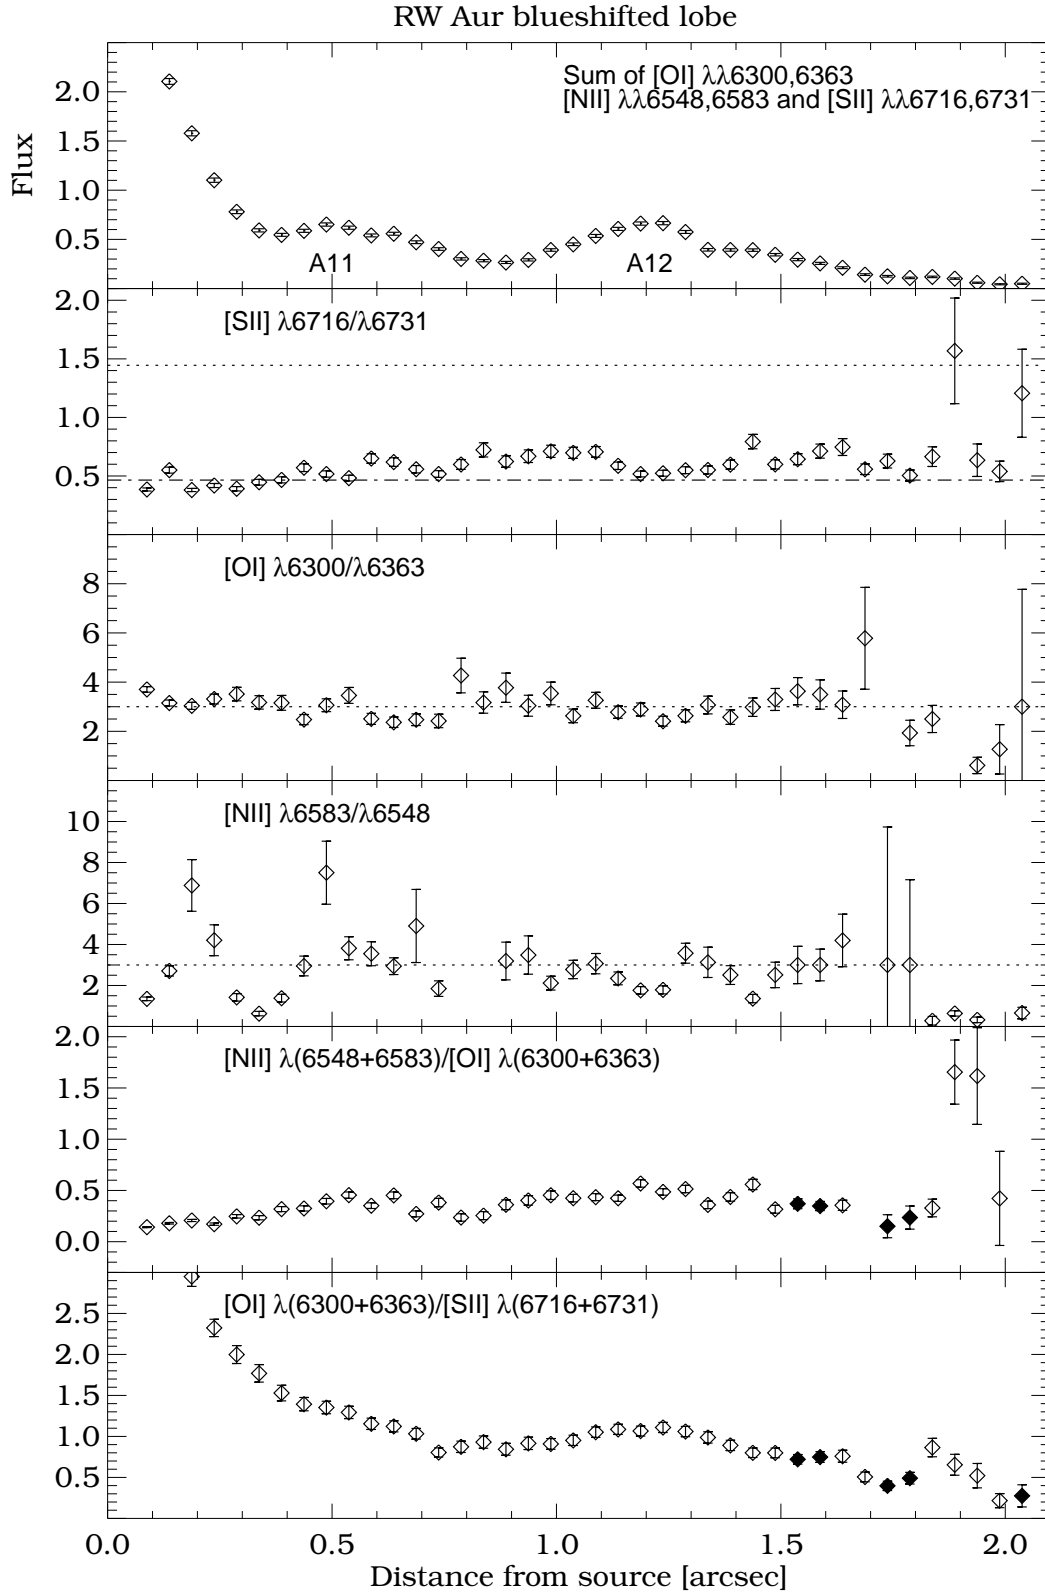 RW Aur blueshifted lobe
Sum of [OI] λλ6300,6363
[NII] λλ6548,6583 and [SII] λλ6716,6731
Flux
2.0
1.5
1.0
0.5
A11
A12
[SII] λ6716/λ6731
2.0
1.5
1.0
0.5
[OI] λ6300/λ6363
8
6
4
2
[NII] λ6583/λ6548
10
8
6
4
2
[NII] λ(6548+6583)/[OI] λ(6300+6363)
2.0
1.5
1.0
0.5
0.0
[OI] λ(6300+6363)/[SII] λ(6716+6731)
2.5
2.0
1.5
1.0
0.5
0.0 0.5 1.0 1.5 2.0
Distance from source [arcsec]